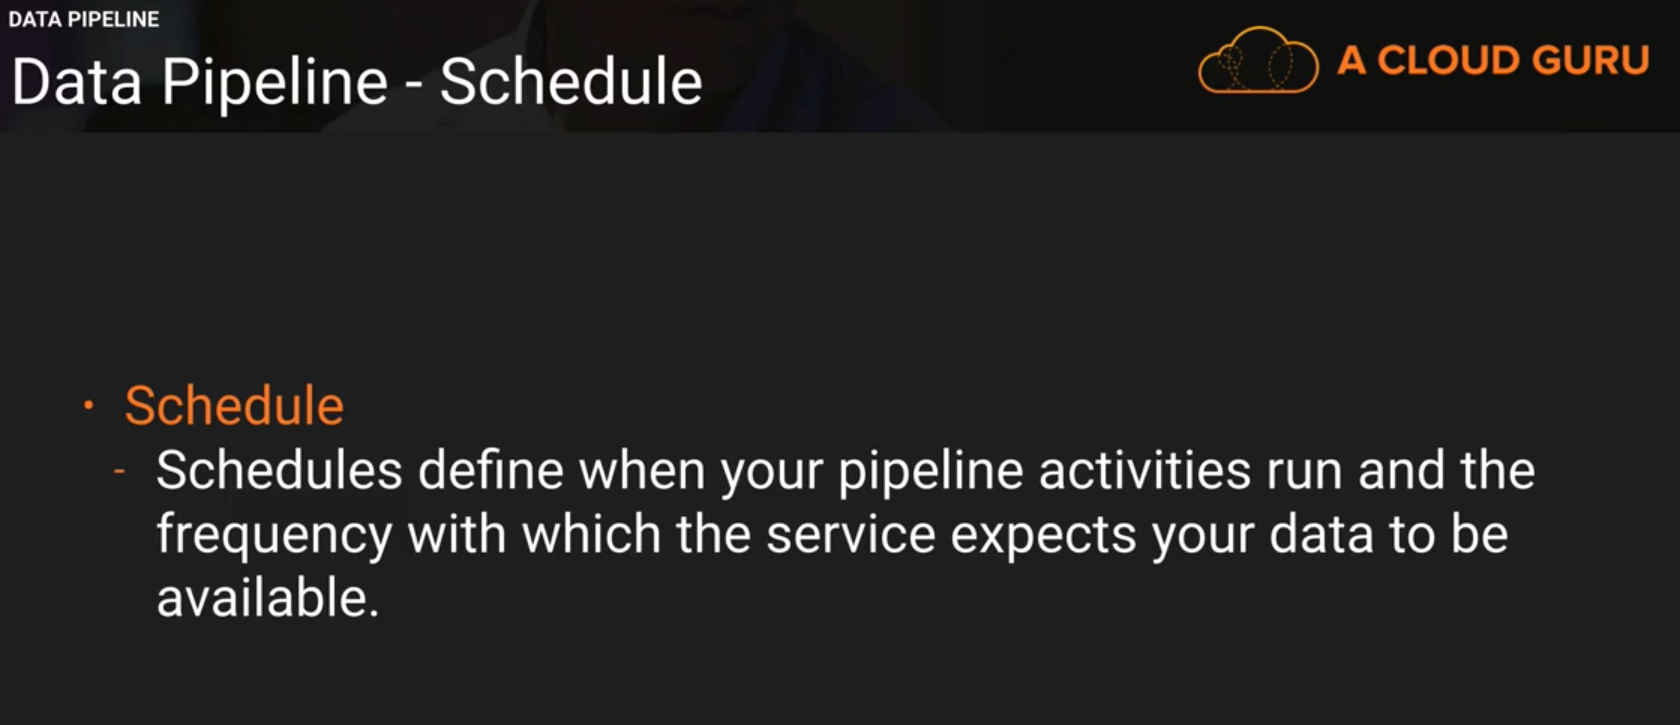 DATA PIPELINE
Data Pipeline - Schedule
A CLOUD GURU
• Schedule
- Schedules define when your pipeline activities run and the
frequency with which the service expects your data to be
available.